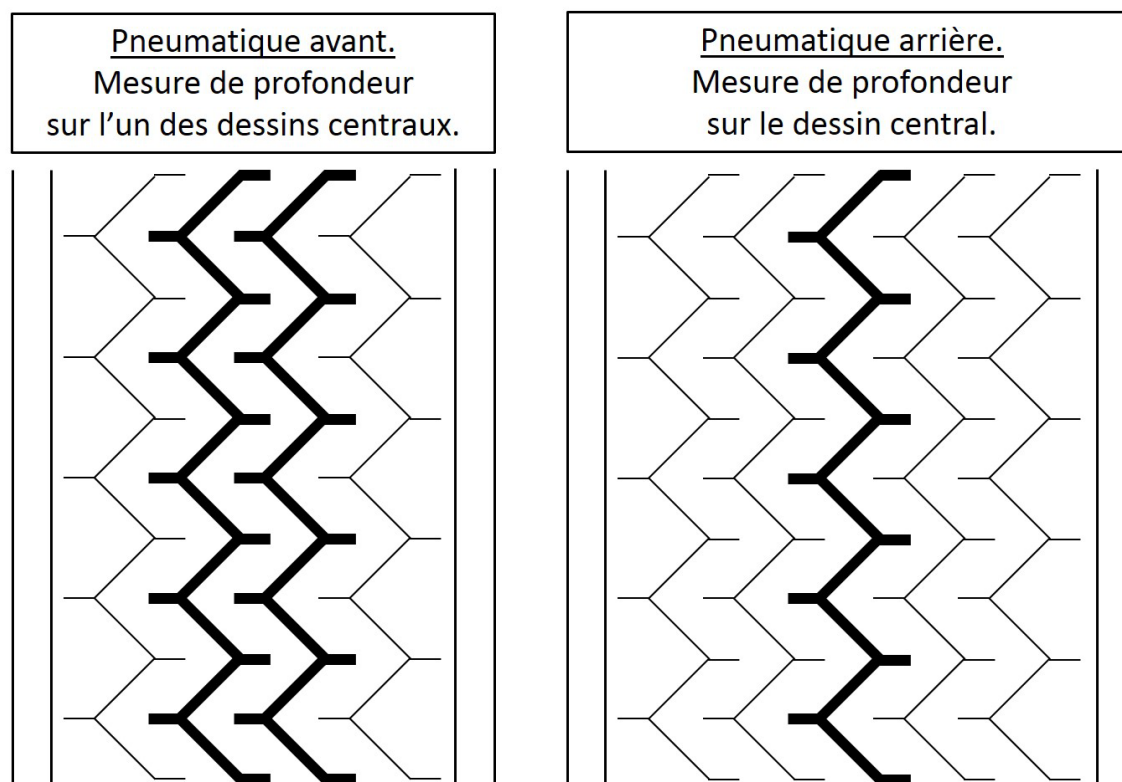 Pneumatique avant.
Mesure de profondeur
sur l'un des dessins centraux.
Pneumatique arrière.
Mesure de profondeur
sur le dessin central.